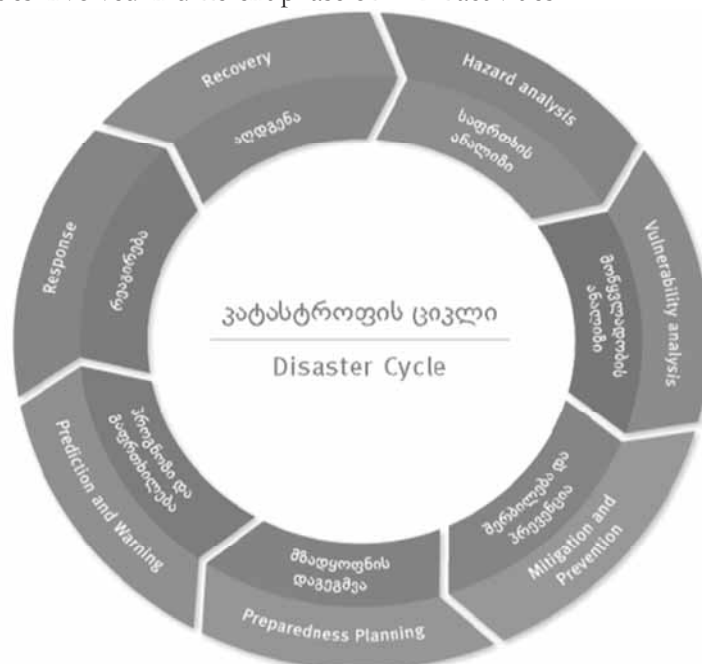 Recovery
აღდგენა
Hazard analysis
საფრთხის
ანალიზი
Vulnerability analysis
მოწყვლადობის
ანალიზი
Mitigation and
Prevention
შერბილება და
პრევენცია
Preparedness Planning
მზადყოფნის
დაგეგმვა
Prediction and Warning
პროგნოზი და
გაფრთხილება
Response
რეაგირება
კატასტროფის ციკლი
Disaster Cycle